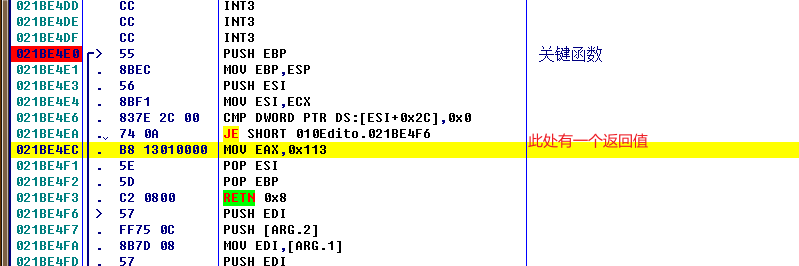 021BE4DD CC INT3
021BE4DE CC INT3
021BE4DF CC INT3
021BE4E0 > 55 PUSH EBP 关键函数
021BE4E1 . 8BEC MOV EBP,ESP
021BE4E3 . 56 PUSH ESI
021BE4E4 . 8BF1 MOV ESI,ECX
021BE4E6 . 837E 2C 00 CMP DWORD PTR DS:[ESI+0x2C],0x0
021BE4EA . 74 0A JE SHORT 010Edito.021BE4F6
021BE4EC . B8 13010000 MOV EAX,0x113 此处有一个返回值
021BE4F1 . 5E POP ESI
021BE4F2 . 5D POP EBP
021BE4F3 . C2 0800 RETN 0x8
021BE4F6 > 57 PUSH EDI
021BE4F7 . FF75 0C PUSH [ARG.2]
021BE4FA . 8B7D 08 MOV EDI,[ARG.1]
021BE4FD . 57 PUSH EDI